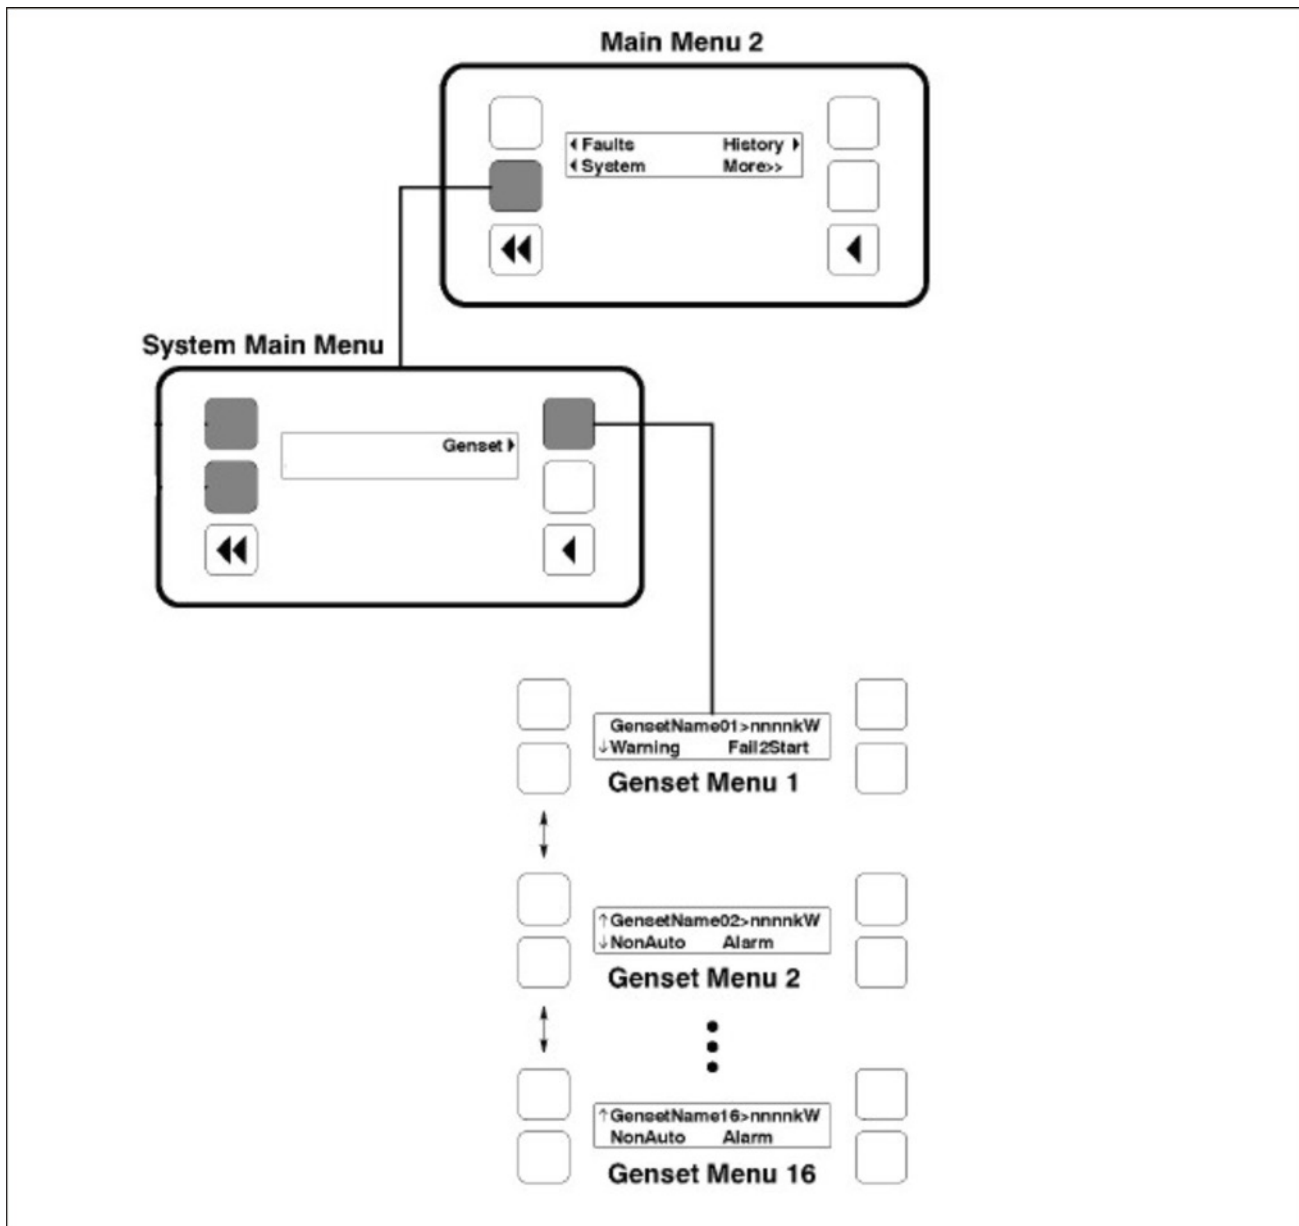 Main Menu 2
◀ Faults History ▶
◀ System More>>
System Main Menu
Genset ▶
GensetName01>nnnnkW
↓Warning Fail2Start
Genset Menu 1
↑GensetName02>nnnnkW
↓NonAuto Alarm
Genset Menu 2
↑GensetName16>nnnnkW
NonAuto Alarm
Genset Menu 16